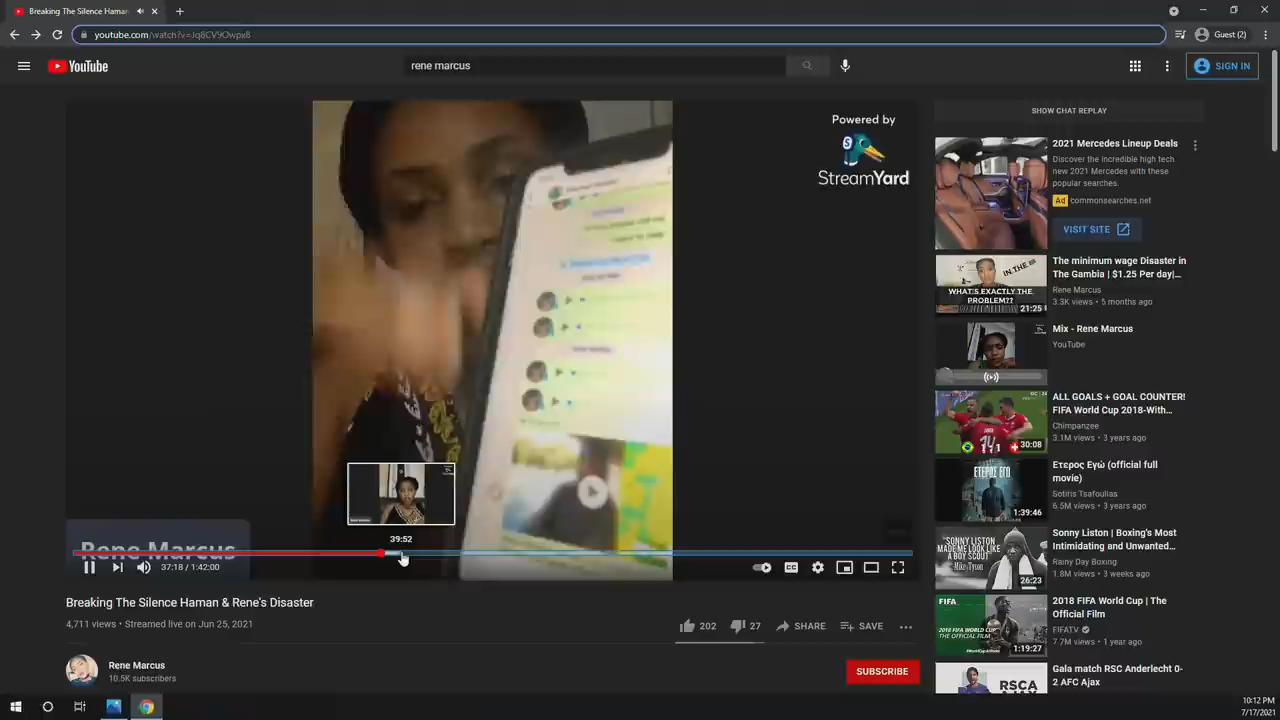 Breaking The Silence Haman
youtube.com/watch?v=Jq8CV9Owpx8
Guest (2)
YouTube
rene marcus
SIGN IN
Powered by
StreamYard
39:52
Rene Marcus
37:18 / 1:42:00
Breaking The Silence Haman & Rene's Disaster
4,711 views • Streamed live on Jun 25, 2021
202
27
SHARE
SAVE
Rene Marcus
10.5K subscribers
SUBSCRIBE
SHOW CHAT REPLAY
2021 Mercedes Lineup Deals
Discover the incredible high tech
new 2021 Mercedes with these
popular searches.
Ad commonsearches.net
VISIT SITE
IN THE
WHAT'S EXACTLY THE
PROBLEM??
21:25
The minimum wage Disaster in
The Gambia | $1.25 Per day|...
Rene Marcus
3.3K views • 5 months ago
Mix - Rene Marcus
YouTube
30:08
ALL GOALS + GOAL COUNTER!
FIFA World Cup 2018-With...
Chimpanzee
3.1M views • 3 years ago
ΕΤΕΡΟΣ ΕΓΩ
1:39:46
Έτερος Εγώ (official full
movie)
Sotiris Tsafoulias
6.5M views • 3 years ago
SONNY LISTON
MADE ME LOOK
LIKE A
BOY SCOUT
Mike Tyson
26:23
Sonny Liston | Boxing's Most
Intimidating and Unwanted...
Rainy Day Boxing
1.8M views • 3 weeks ago
FIFA
2018 FIFA WORLD CUP
THE OFFICIAL FILM
1:19:27
2018 FIFA World Cup | The
Official Film
FIFATV
7.7M views • 1 year ago
RSCA
AJAX
Gala match RSC Anderlecht 0-
2 AFC Ajax
10:12 PM
7/17/2021